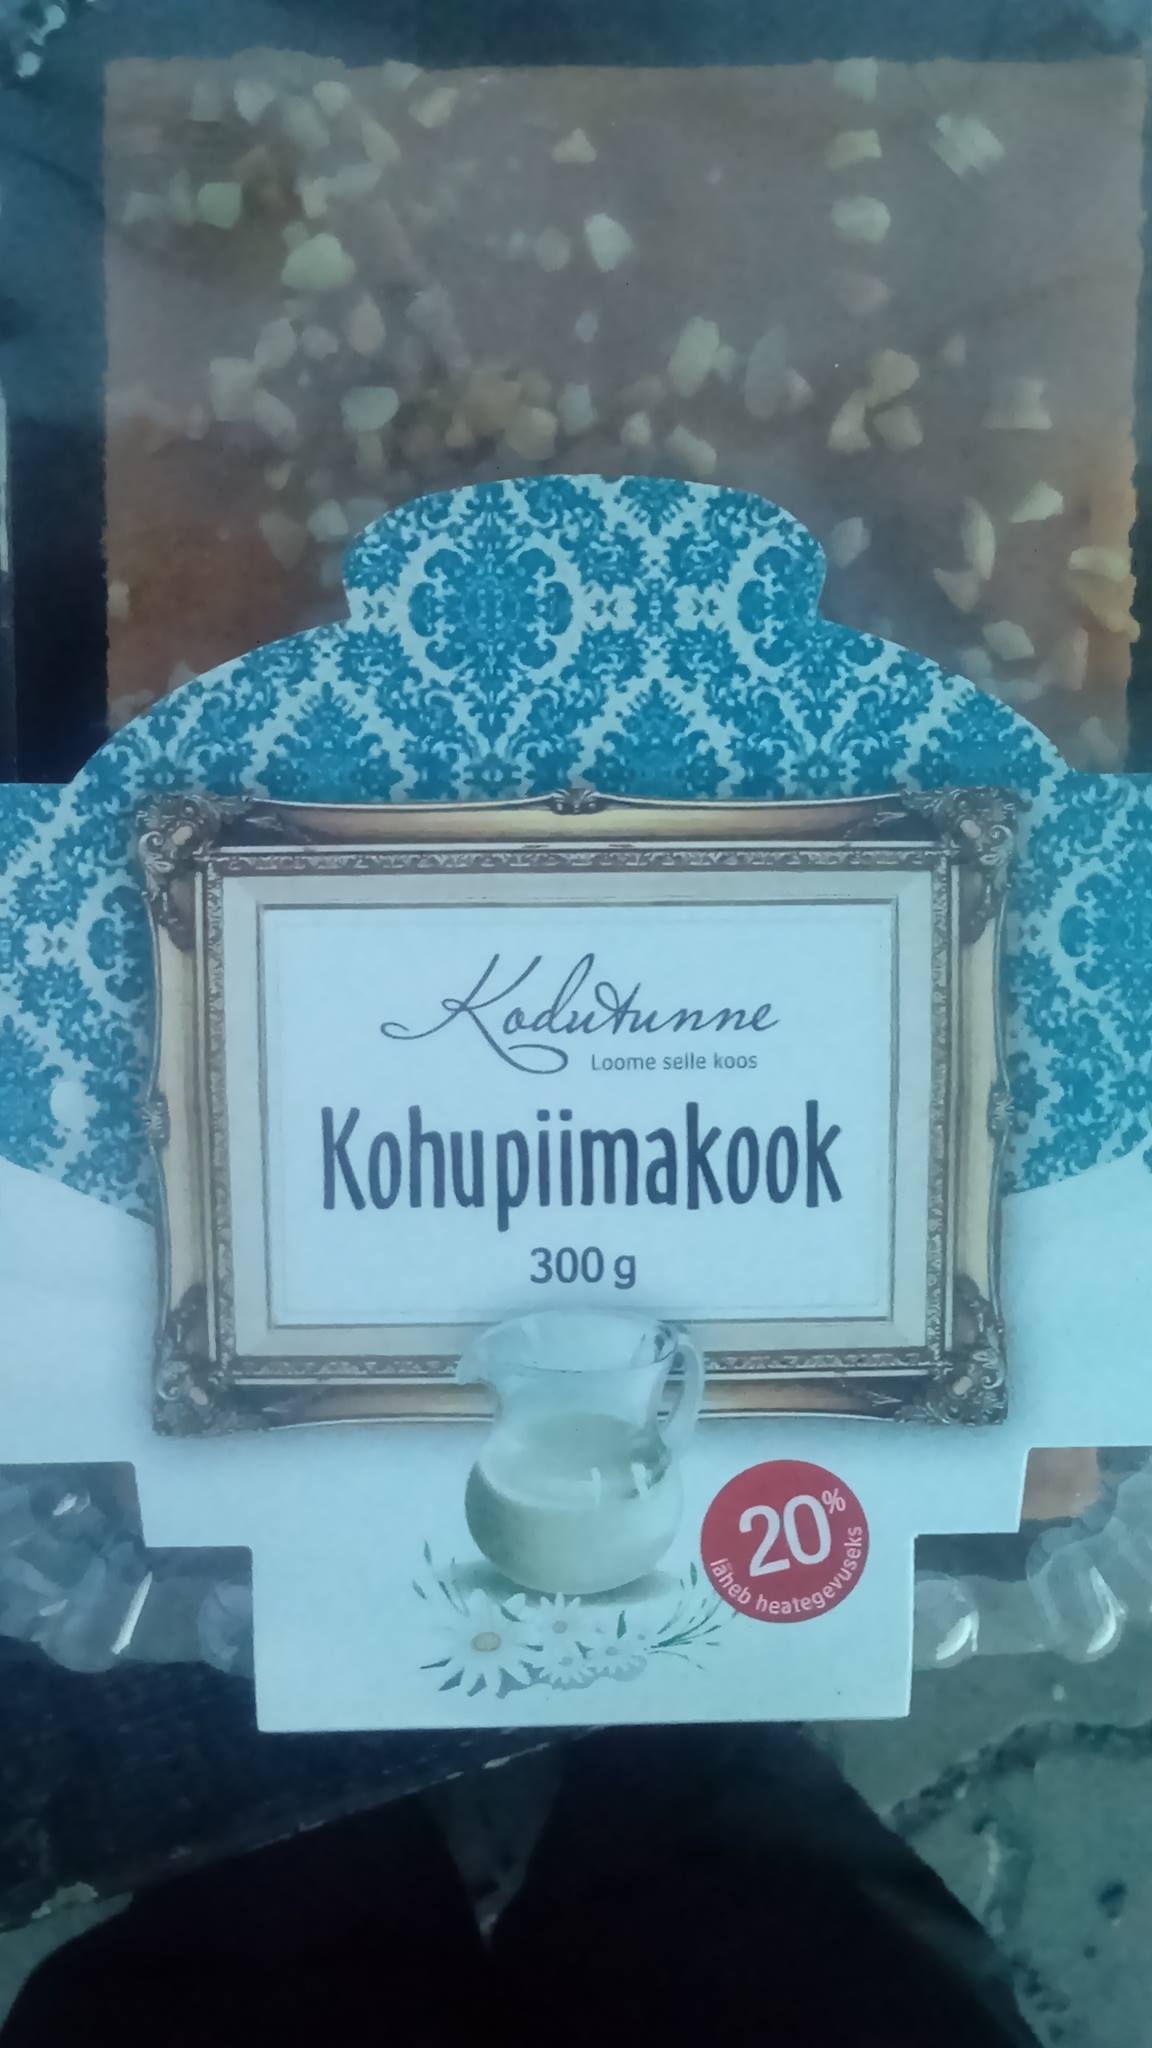 Kodutunne
Loome selle koos
Kohupiimakook
300 g
20%
läheb heategevuseks